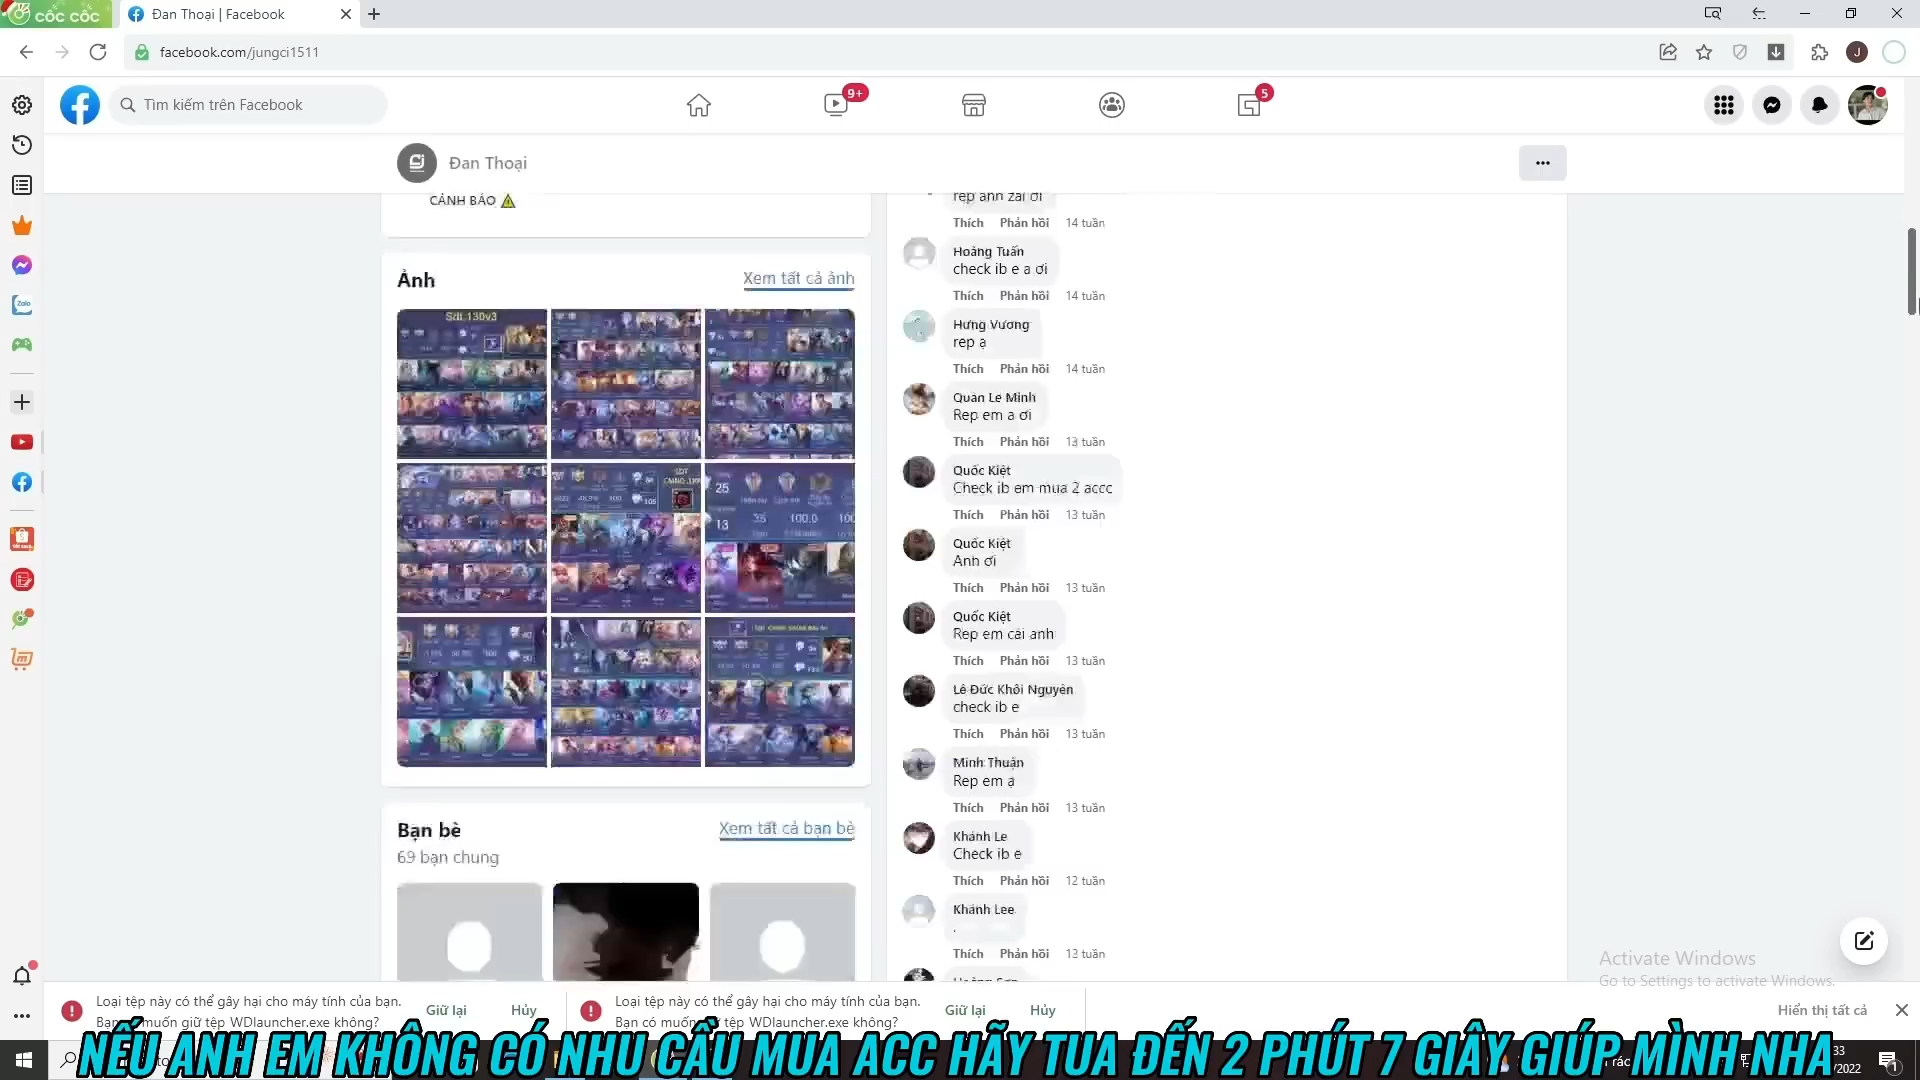 cốc cốc
Đan Thoại | Facebook
facebook.com/jungci1511
J
Tìm kiếm trên Facebook
9+
5
Đan Thoại
CẢNH BÁO
Ảnh
Xem tất cả ảnh
Bạn bè
Xem tất cả bạn bè
69 bạn chung
rep anh zai ơi
Thích Phản hồi 14 tuần
Hoàng Tuấn
check ib e a ơi
Thích Phản hồi 14 tuần
Hưng Vương
rep ạ
Thích Phản hồi 14 tuần
Quân Lê Minh
Rep em a ơi
Thích Phản hồi 13 tuần
Quốc Kiệt
Check ib em mua 2 accc
Thích Phản hồi 13 tuần
Quốc Kiệt
Anh ơi
Thích Phản hồi 13 tuần
Quốc Kiệt
Rep em cái anh
Thích Phản hồi 13 tuần
Lê Đức Khôi Nguyên
check ib e
Thích Phản hồi 13 tuần
Minh Thuận
Rep em ạ
Thích Phản hồi 13 tuần
Khánh Le
Check ib e
Thích Phản hồi 12 tuần
Khánh Lee
.
Thích Phản hồi 12 tuần
Activate Windows
Go to Settings to activate Windows.
Loại tệp này có thể gây hại cho máy tính của bạn.
Bạn có muốn giữ tệp WDlauncher.exe không?
Giữ lại Hủy
Loại tệp này có thể gây hại cho máy tính của bạn.
Bạn có muốn giữ tệp WDlauncher.exe không?
Giữ lại Hủy
Hiển thị tất cả
NẾU ANH EM KHÔNG CÓ NHU CẦU MUA ACC HÃY TUA ĐẾN 2 PHÚT 7 GIÂY GIÚP MÌNH NHA